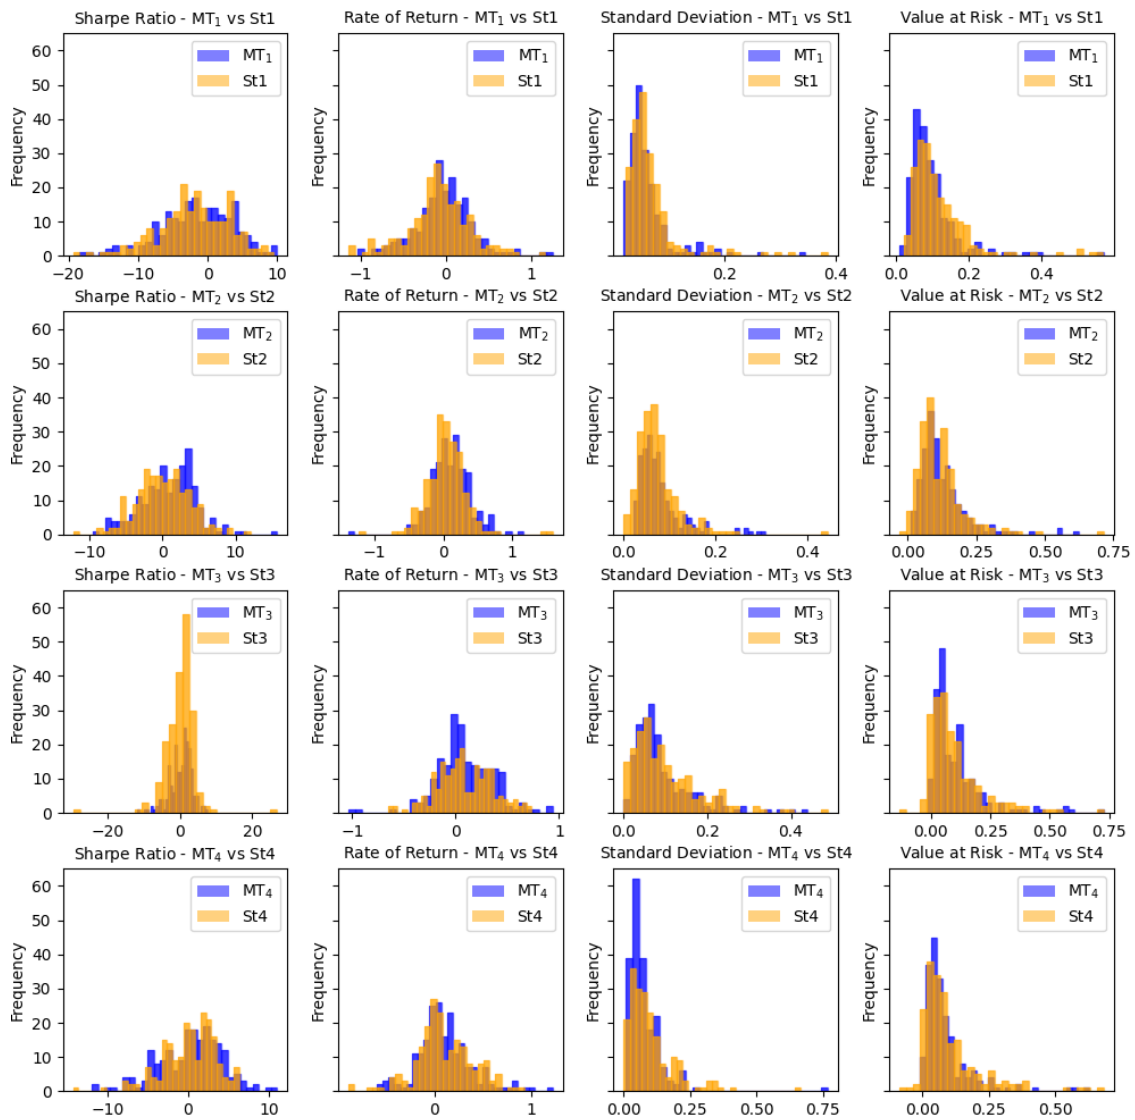 Sharpe Ratio - MT₁ vs St1
Rate of Return - MT₁ vs St1
Standard Deviation - MT₁ vs St1
Value at Risk - MT₁ vs St1
60
50
40
30
20
10
0
Frequency
Frequency
Frequency
Frequency
MT₁
St1
MT₁
St1
MT₁
St1
MT₁
St1
−20 −10 0 10
−1 0 1
0.2 0.4
0.0 0.2 0.4
Sharpe Ratio - MT₂ vs St2
Rate of Return - MT₂ vs St2
Standard Deviation - MT₂ vs St2
Value at Risk - MT₂ vs St2
60
50
40
30
20
10
0
Frequency
Frequency
Frequency
Frequency
MT₂
St2
MT₂
St2
MT₂
St2
MT₂
St2
−10 0 10
−1 0 1
0.0 0.2 0.4
0.00 0.25 0.50 0.75
Sharpe Ratio - MT₃ vs St3
Rate of Return - MT₃ vs St3
Standard Deviation - MT₃ vs St3
Value at Risk - MT₃ vs St3
60
50
40
30
20
10
0
Frequency
Frequency
Frequency
Frequency
MT₃
St3
MT₃
St3
MT₃
St3
MT₃
St3
−20 0 20
−1 0 1
0.0 0.2 0.4
0.00 0.25 0.50 0.75
Sharpe Ratio - MT₄ vs St4
Rate of Return - MT₄ vs St4
Standard Deviation - MT₄ vs St4
Value at Risk - MT₄ vs St4
60
50
40
30
20
10
0
Frequency
Frequency
Frequency
Frequency
MT₄
St4
MT₄
St4
MT₄
St4
MT₄
St4
−10 0 10
0 1
0.00 0.25 0.50 0.75
0.00 0.25 0.50